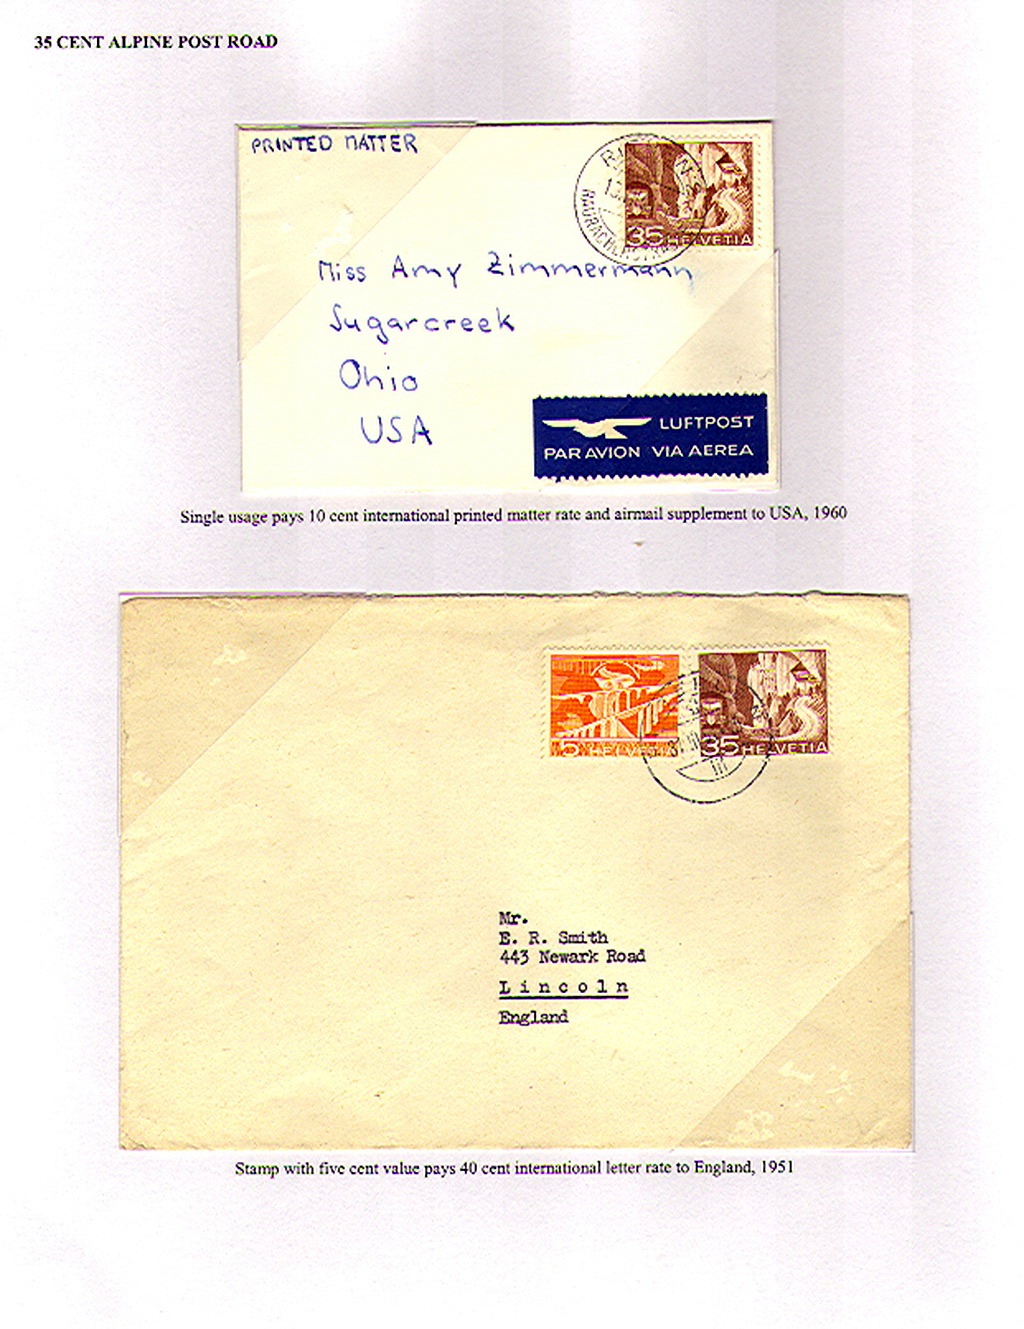 35 CENT ALPINE POST ROAD
PRINTED MATTER
35 HELVETIA
Miss Amy Zimmermann
Sugarcreek
Ohio
USA
LUFTPOST
PAR AVION VIA AEREA
Single usage pays 10 cent international printed matter rate and airmail supplement to USA, 1960
5 HELVETIA
35 HELVETIA
Mr.
E. R. Smith
443 Newark Road
Lincoln
England
Stamp with five cent value pays 40 cent international letter rate to England, 1951